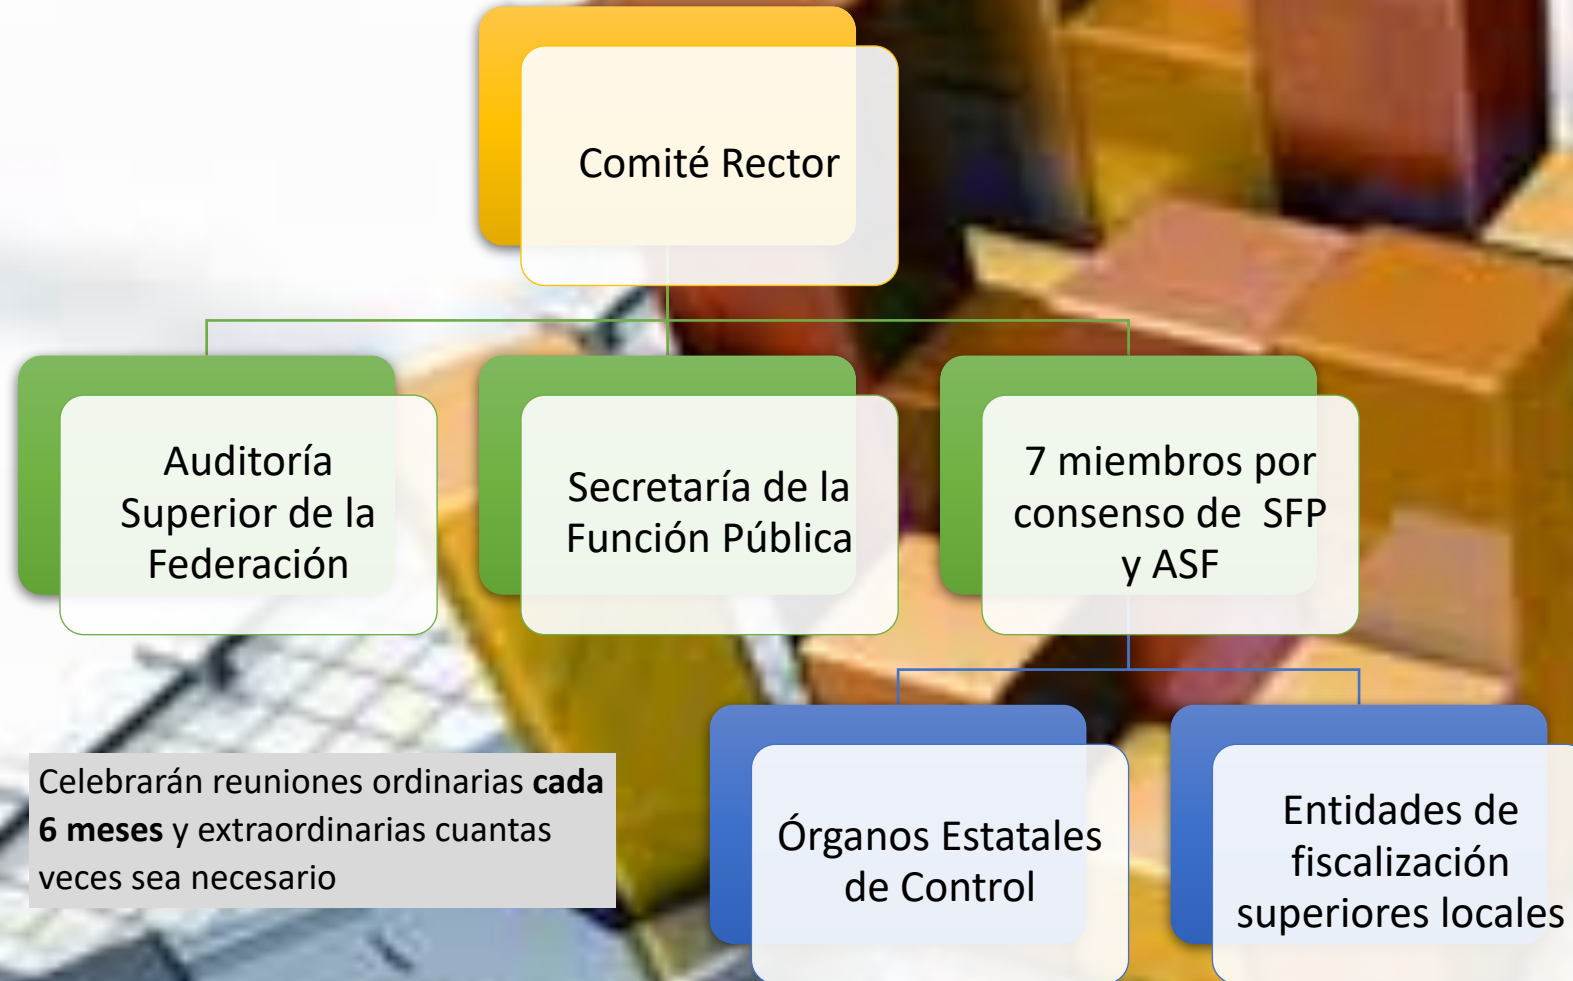 Comité Rector
Auditoría
Superior de la
Federación
Secretaría de la
Función Pública
7 miembros por
consenso de SFP
y ASF
Órganos Estatales
de Control
Entidades de
fiscalización
superiores locales
Celebrarán reuniones ordinarias cada
6 meses y extraordinarias cuantas
veces sea necesario